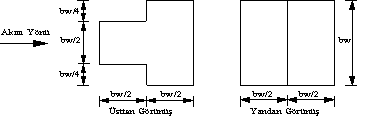 bw/4
Akım Yönü
bw/2
bw
bw/4
bw/2 bw/2 bw/2 bw/2
Üstten Görünüş Yandan Görünüş